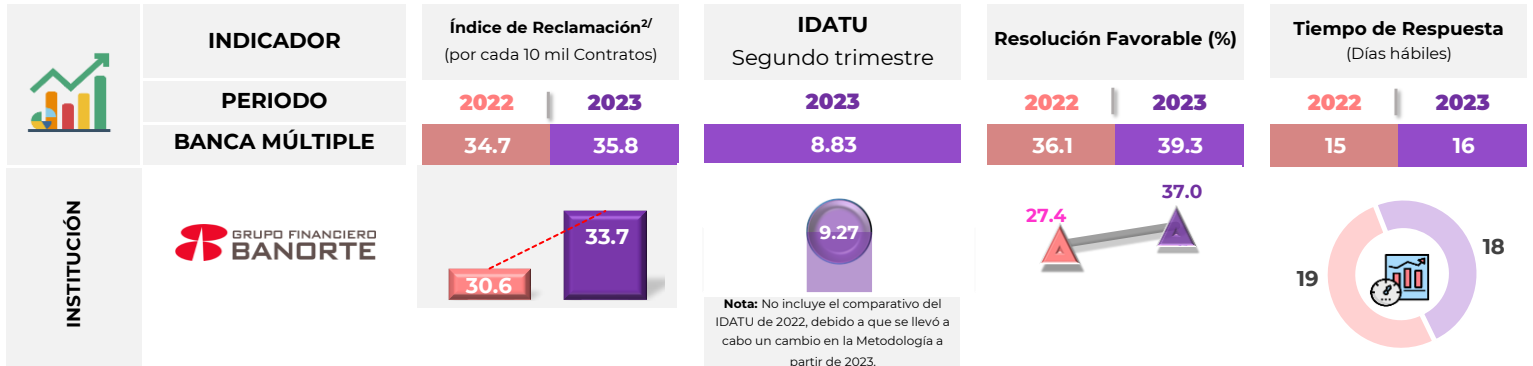 INDICADOR
Índice de Reclamación2/
(por cada 10 mil Contratos)
IDATU
Segundo trimestre
Resolución Favorable (%)
Tiempo de Respuesta
(Días hábiles)
PERIODO
2022 2023
2023
2022 2023
2022 2023
BANCA MÚLTIPLE
34.7 35.8
8.83
36.1 39.3
15 16
INSTITUCIÓN
GRUPO FINANCIERO
BANORTE
30.6
33.7
9.27
Nota: No incluye el comparativo del
IDATU de 2022, debido a que se llevó a
cabo un cambio en la Metodología a
partir de 2023.
27.4
37.0
19
18